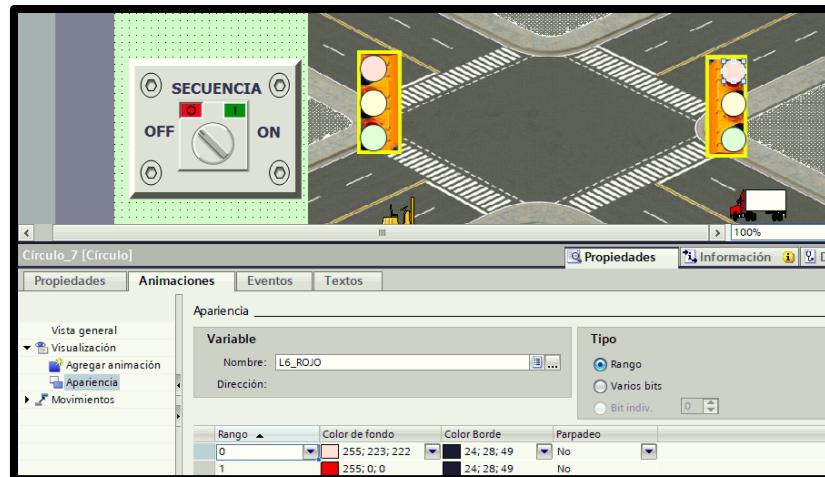 SECUENCIA
O I
OFF ON
100%
Círculo_7 [Círculo]
Propiedades Información
Propiedades Animaciones Eventos Textos
Apariencia
Vista general
Visualización
Agregar animación
Apariencia
Movimientos
Variable
Nombre: L6_ROJO
Dirección:
Tipo
Rango
Varios bits
Bit indiv. 0
Rango Color de fondo Color Borde Parpadeo
0 255; 223; 222 24; 28; 49 No
1 255; 0; 0 24; 28; 49 No